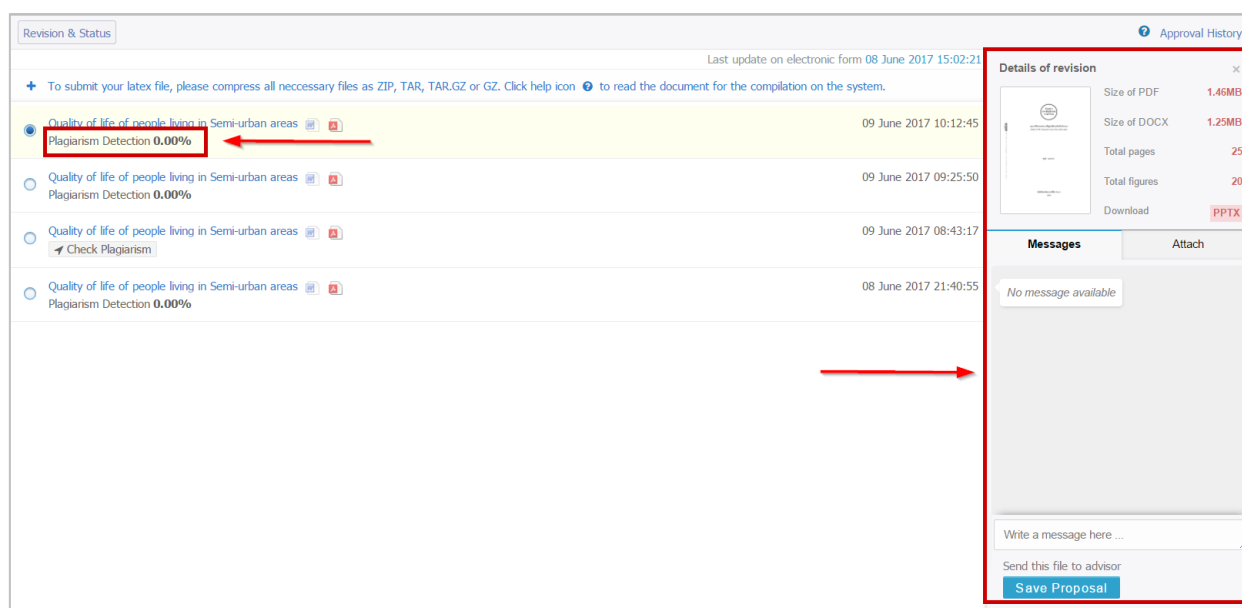 Revision & Status
Approval History
Last update on electronic form 08 June 2017 15:02:21
To submit your latex file, please compress all neccessary files as ZIP, TAR, TAR.GZ or GZ. Click help icon to read the document for the compilation on the system.
Quality of life of people living in Semi-urban areas
09 June 2017 10:12:45
Plagiarism Detection 0.00%
Quality of life of people living in Semi-urban areas
09 June 2017 09:25:50
Plagiarism Detection 0.00%
Quality of life of people living in Semi-urban areas
09 June 2017 08:43:17
Check Plagiarism
Quality of life of people living in Semi-urban areas
08 June 2017 21:40:55
Plagiarism Detection 0.00%
Details of revision
Size of PDF 1.46MB
Size of DOCX 1.25MB
Total pages 25
Total figures 20
Download PPTX
Messages Attach
No message available
Write a message here ...
Send this file to advisor
Save Proposal